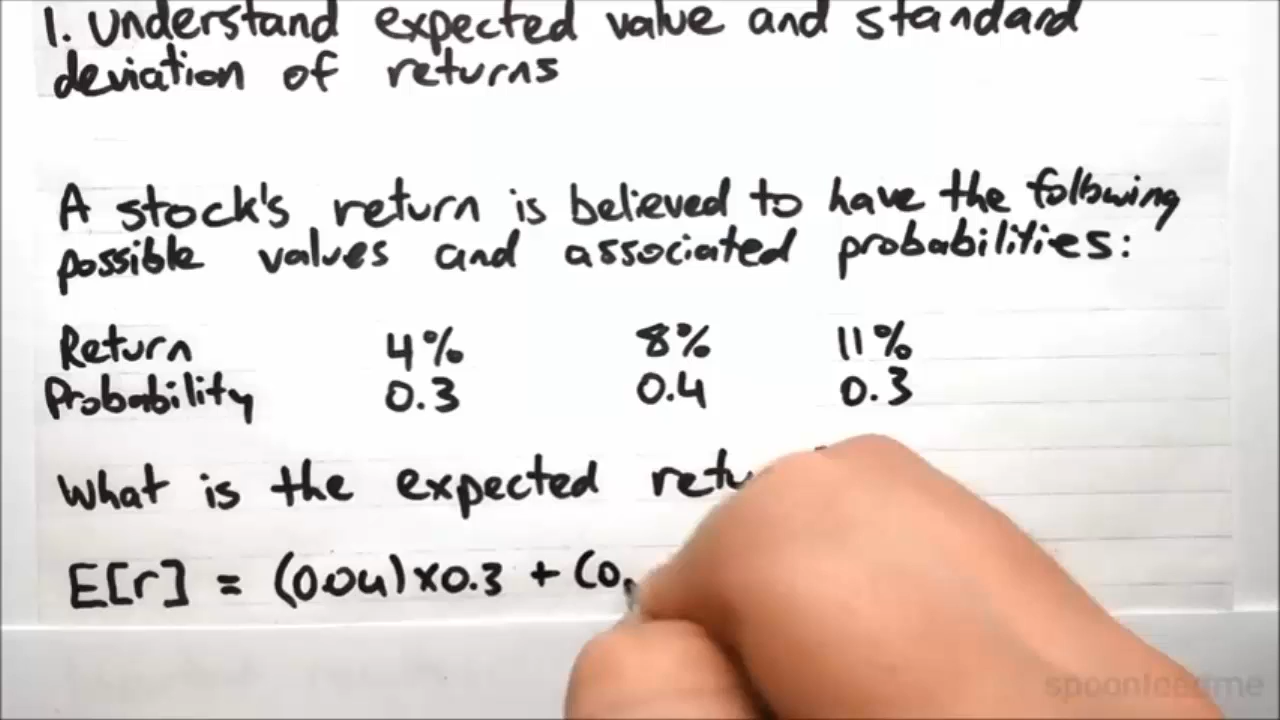 1. Understand expected value and standard
deviation of returns
A stock's return is believed to have the following
possible values and associated probabilities:
Return 4% 8% 11%
Probability 0.3 0.4 0.3
What is the expected
E[r] = (0.04)×0.3 + (0.